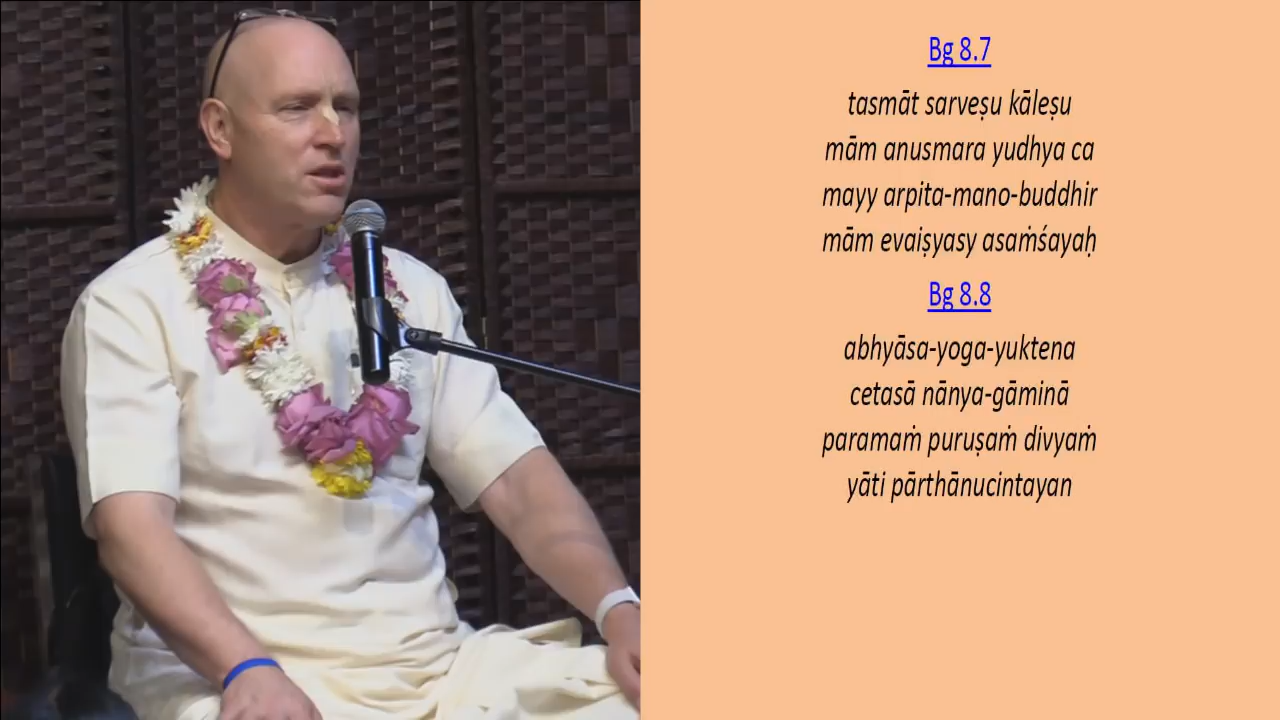 Bg 8.7
tasmāt sarveṣu kāleṣu
mām anusmara yudhya ca
mayy arpita-mano-buddhir
mām evaiṣyasy asaṁśayaḥ
Bg 8.8
abhyāsa-yoga-yuktena
cetasā nānya-gāminā
paramaṁ puruṣaṁ divyaṁ
yāti pārthānucintayan